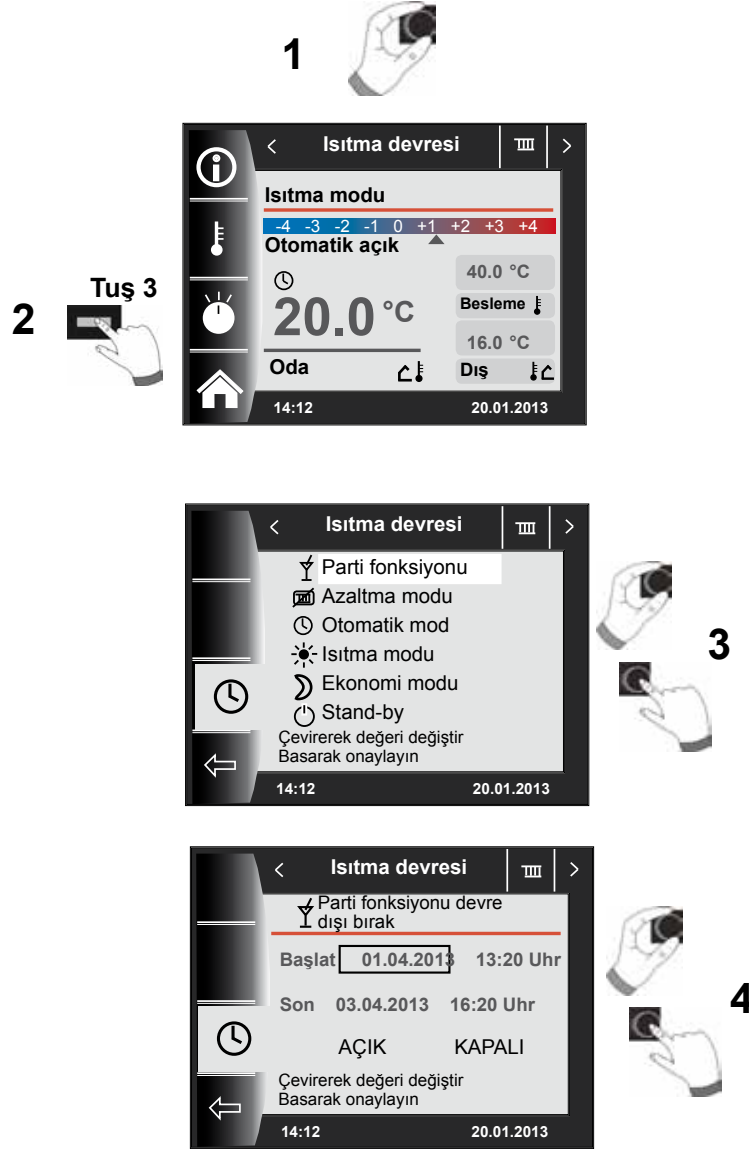 1
< Isıtma devresi >
Isıtma modu
-4 -3 -2 -1 0 +1 +2 +3 +4
Otomatik açık
40.0 °C
20.0 °C
Besleme
16.0 °C
Oda
Dış
14:12 20.01.2013
2
Tuş 3
< Isıtma devresi >
Parti fonksiyonu
Azaltma modu
Otomatik mod
Isıtma modu
Ekonomi modu
Stand-by
Çevirerek değeri değiştir
Basarak onaylayın
14:12 20.01.2013
3
< Isıtma devresi >
Parti fonksiyonu devre
dışı bırak
Başlat 01.04.2013 13:20 Uhr
Son 03.04.2013 16:20 Uhr
AÇIK KAPALI
Çevirerek değeri değiştir
Basarak onaylayın
14:12 20.01.2013
4